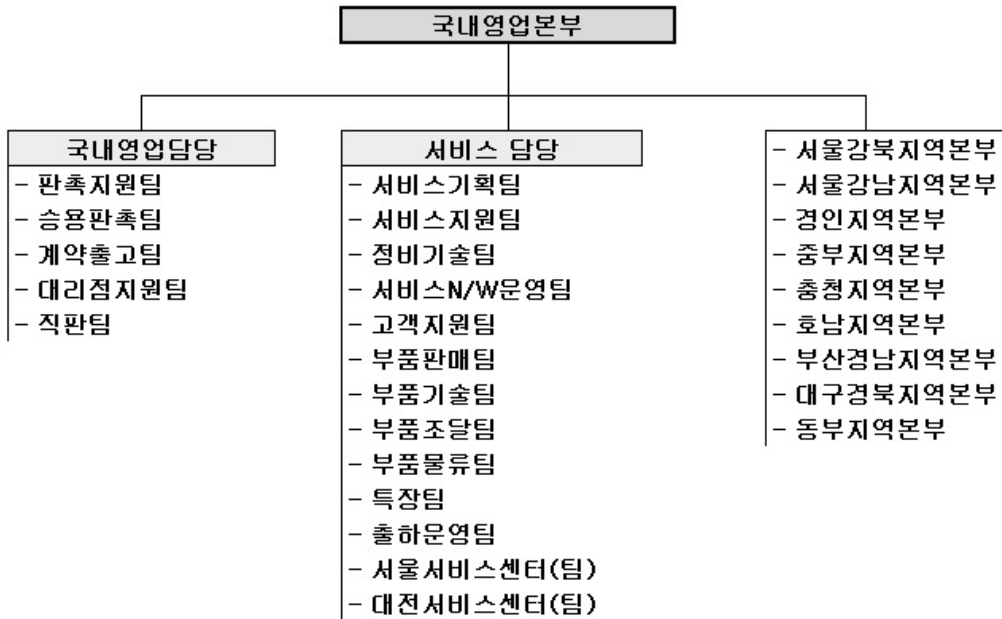 국내영업본부
국내영업담당
- 판촉지원팀
- 승용판촉팀
- 계약출고팀
- 대리점지원팀
- 직판팀
서비스 담당
- 서비스기획팀
- 서비스지원팀
- 정비기술팀
- 서비스N/W운영팀
- 고객지원팀
- 부품판매팀
- 부품기술팀
- 부품조달팀
- 부품물류팀
- 특장팀
- 출하운영팀
- 서울서비스센터(팀)
- 대전서비스센터(팀)
- 서울강북지역본부
- 서울강남지역본부
- 경인지역본부
- 중부지역본부
- 충청지역본부
- 호남지역본부
- 부산경남지역본부
- 대구경북지역본부
- 동부지역본부